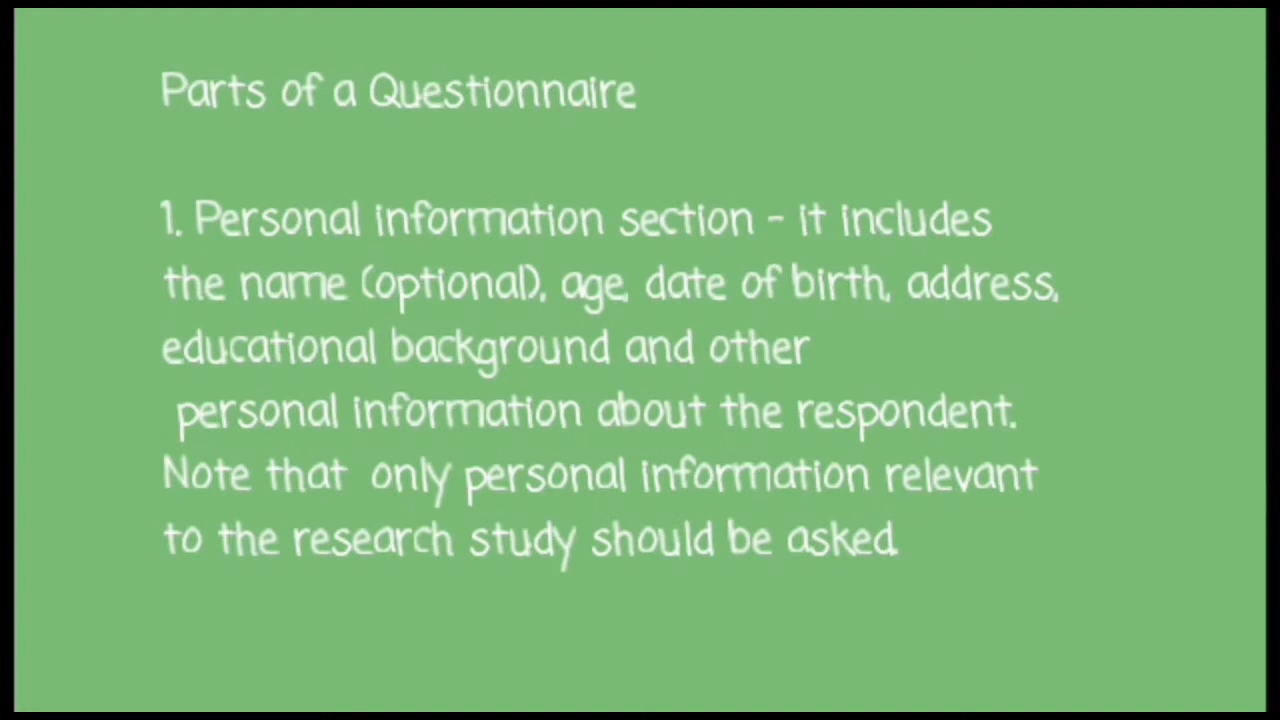 Parts of a Questionnaire
1. Personal information section - it includes
the name (optional), age, date of birth, address,
educational background and other
personal information about the respondent.
Note that only personal information relevant
to the research study should be asked.